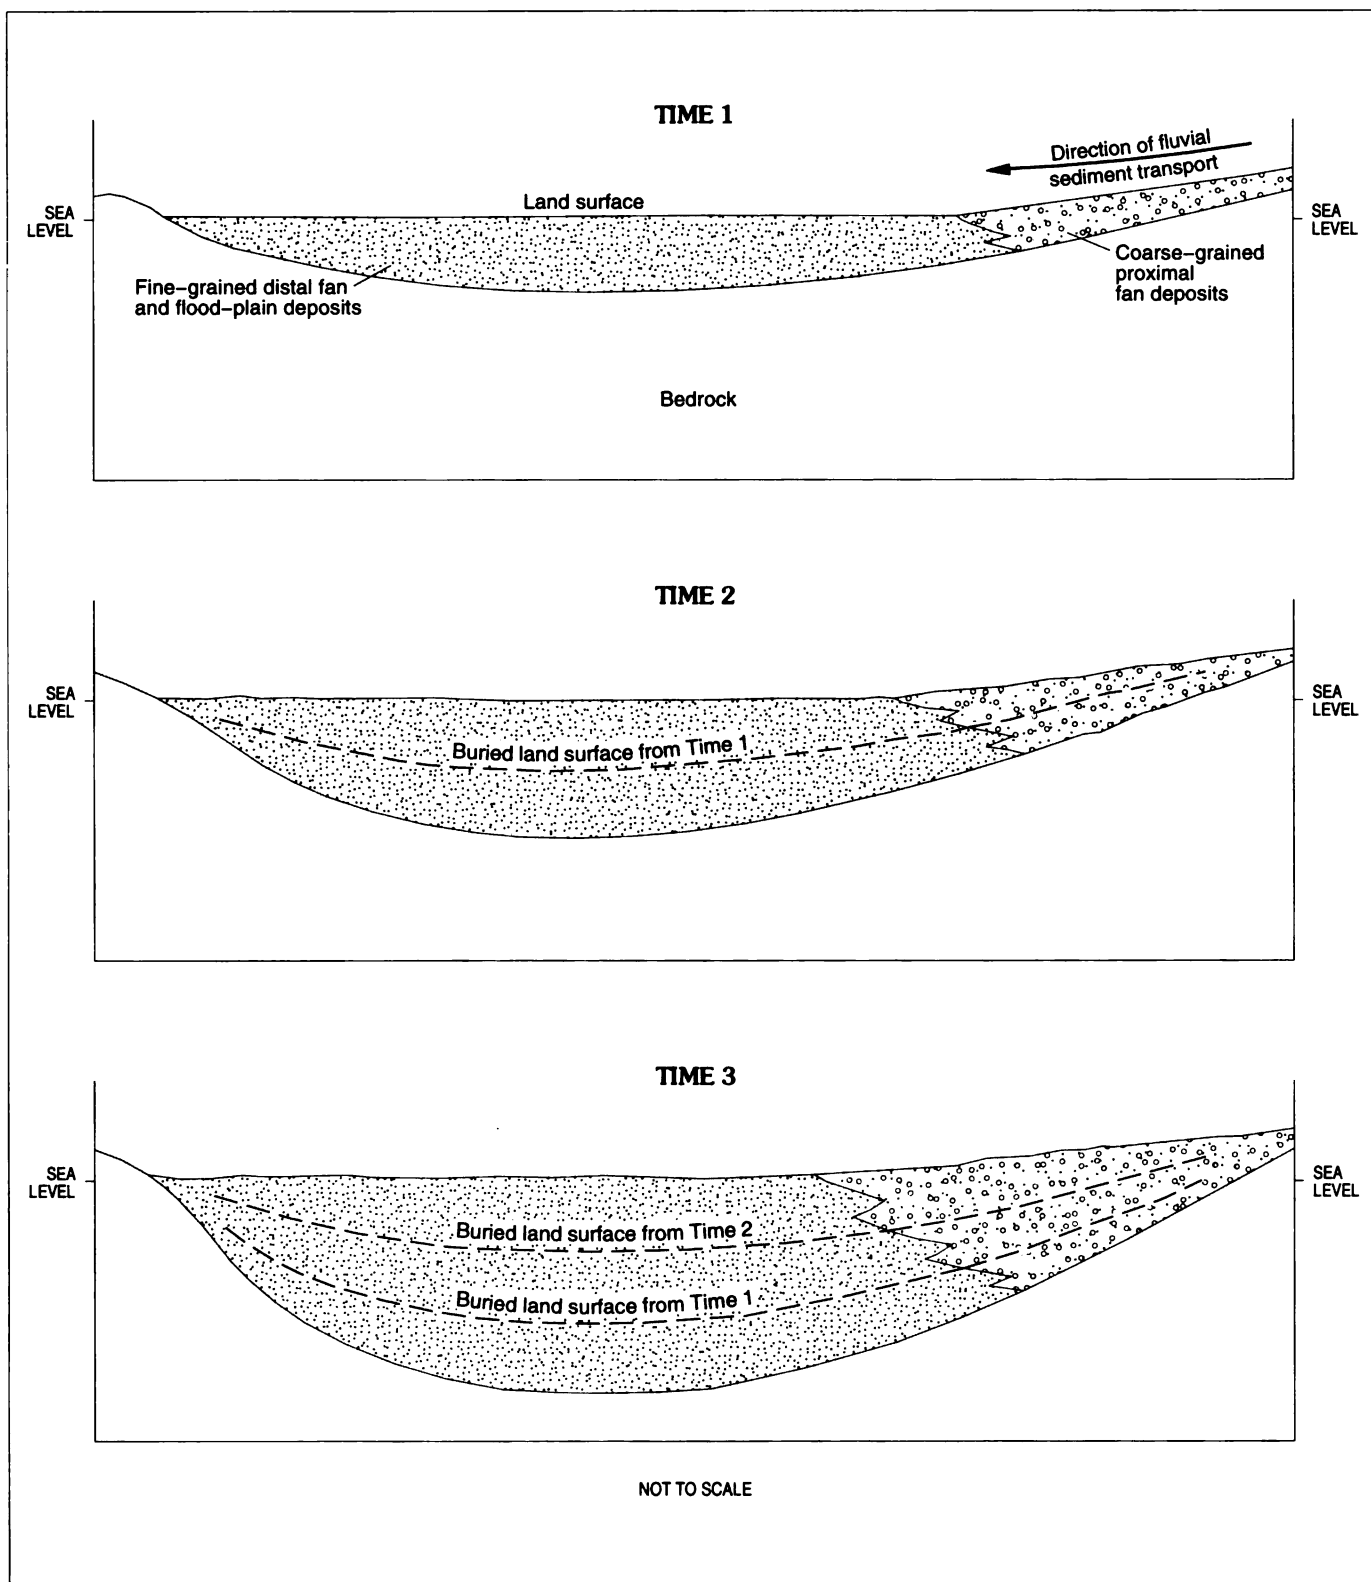 TIME 1
Direction of fluvial
sediment transport
Land surface
SEA
LEVEL
SEA
LEVEL
Fine-grained distal fan
and flood-plain deposits
Coarse-grained
proximal
fan deposits
Bedrock
TIME 2
SEA
LEVEL
SEA
LEVEL
Buried land surface from Time 1
TIME 3
SEA
LEVEL
SEA
LEVEL
Buried land surface from Time 2
Buried land surface from Time 1
NOT TO SCALE